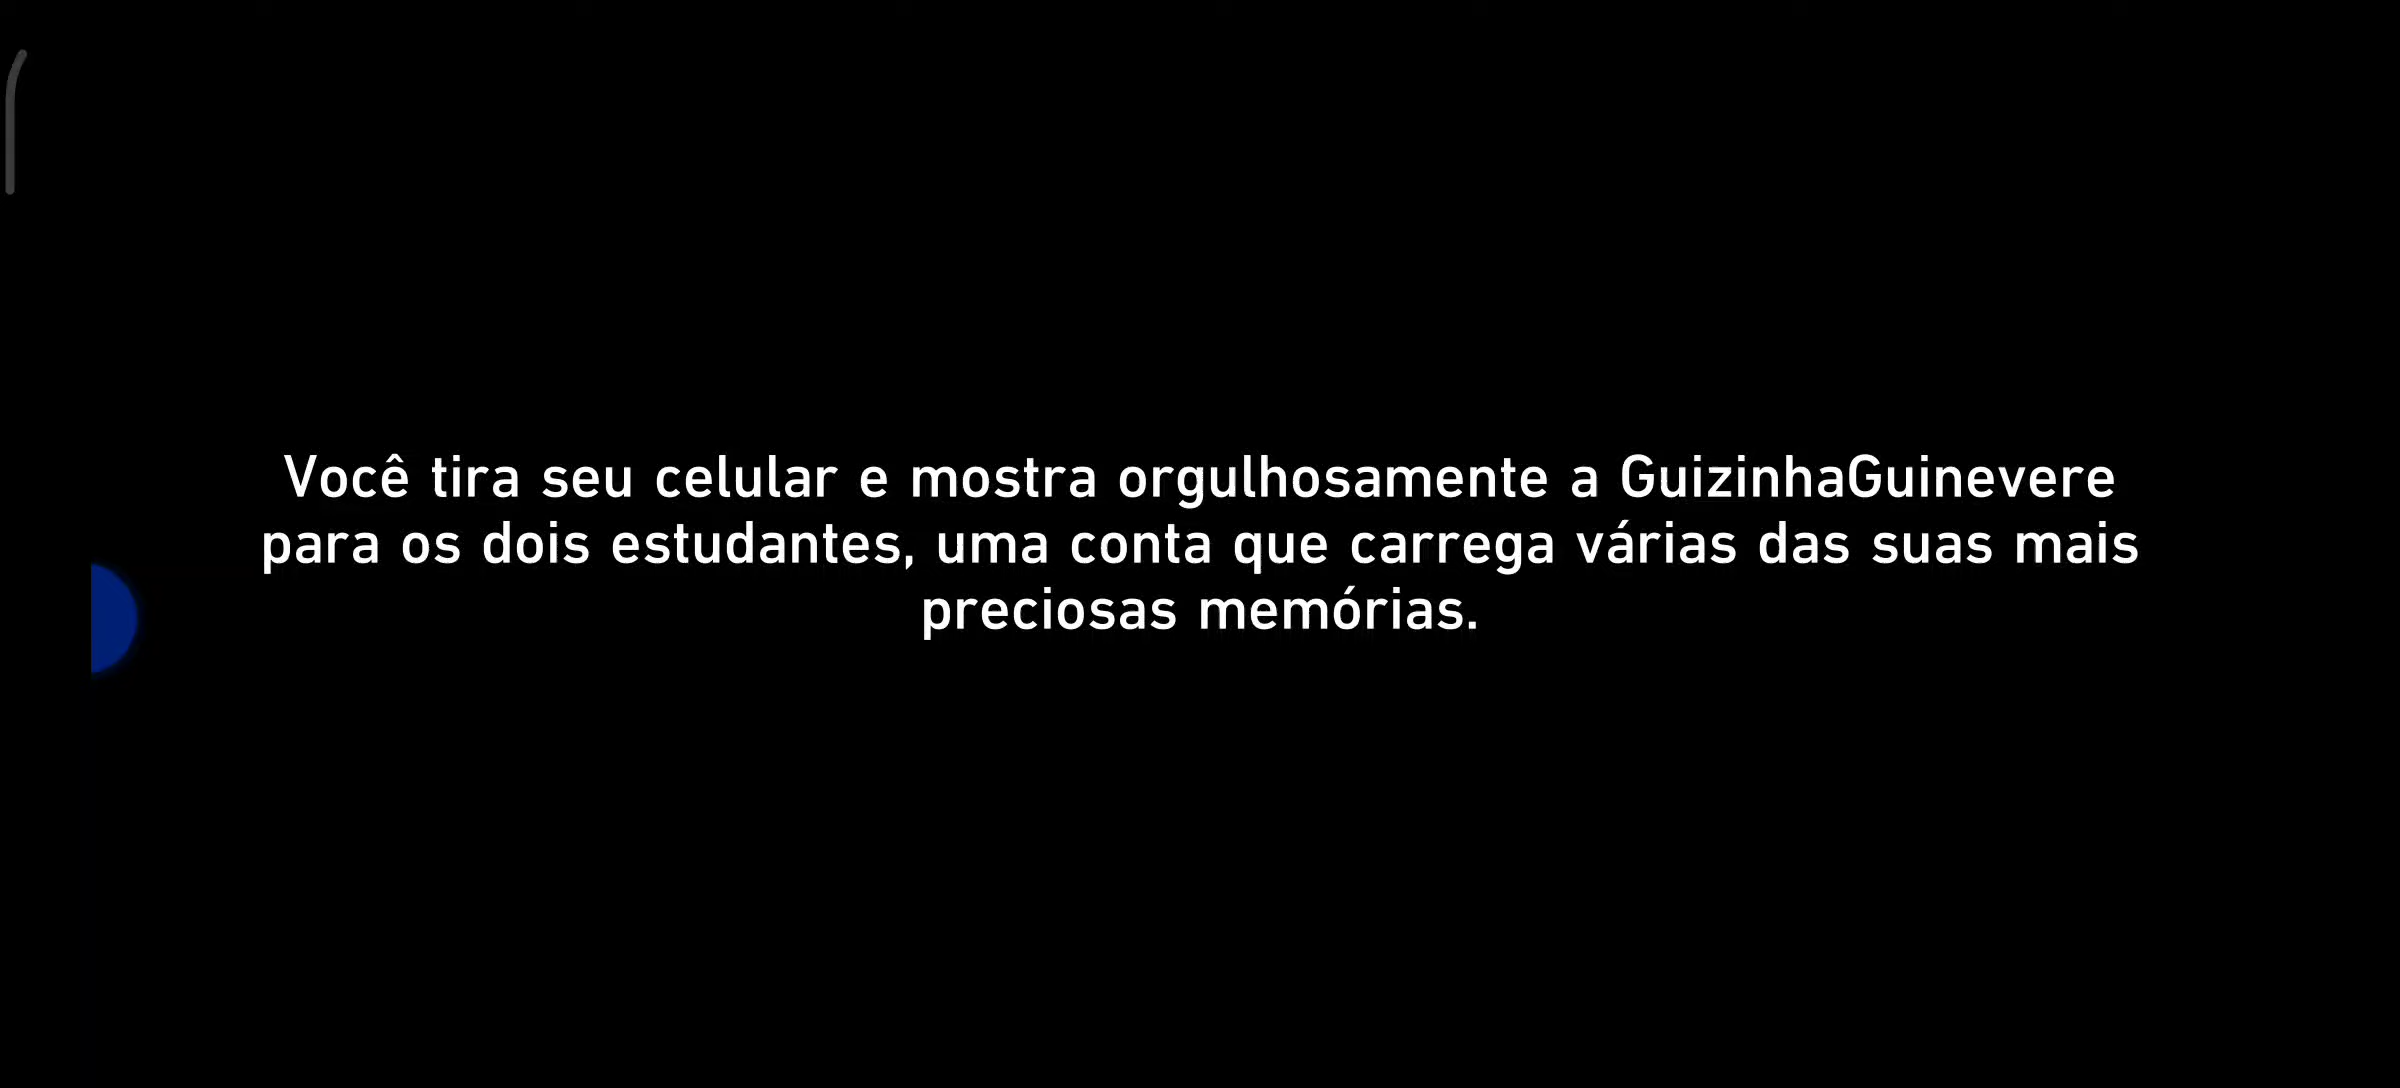 Você tira seu celular e mostra orgulhosamente a GuizinhaGuinevere
para os dois estudantes, uma conta que carrega várias das suas mais
preciosas memórias.